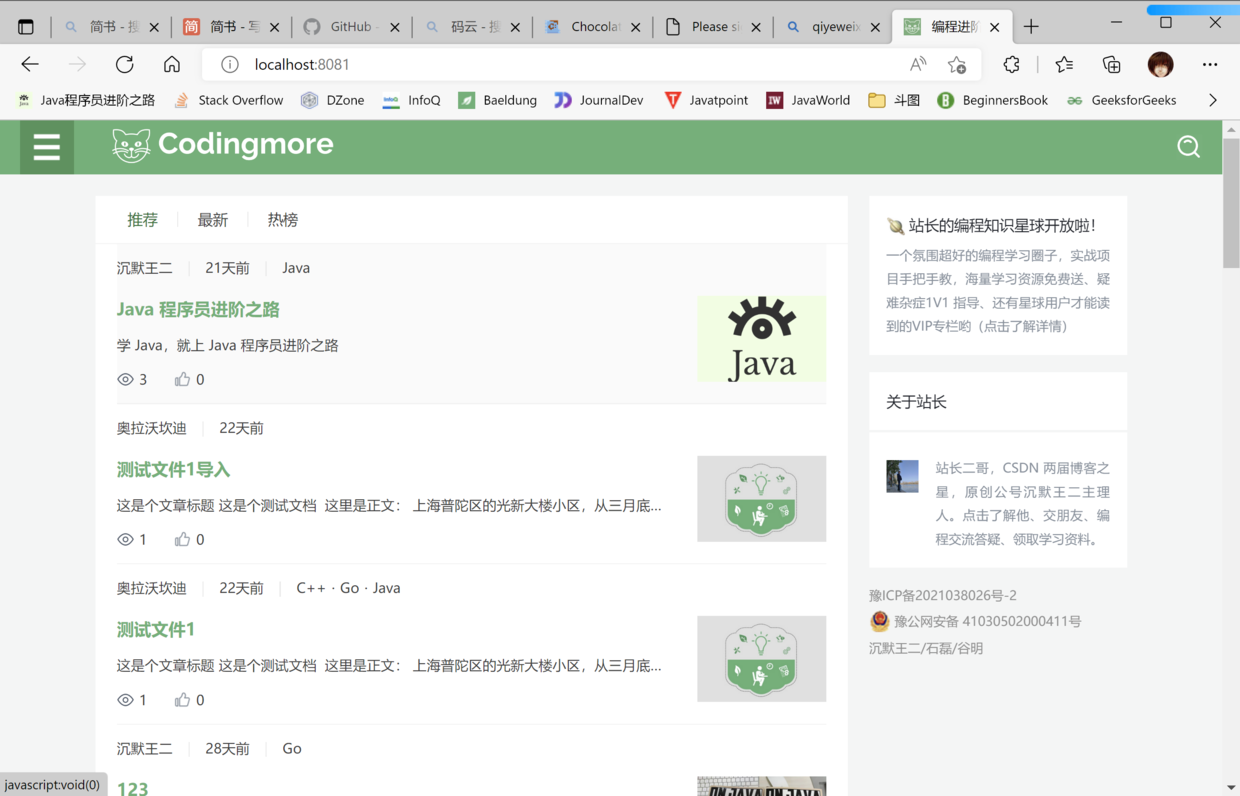 简书 - 搜
简书 - 写
GitHub -
码云 - 搜
Chocolat
Please si
qiyeweix
编程进阶
localhost:8081
Java程序员进阶之路
Stack Overflow
DZone
InfoQ
Baeldung
JournalDev
Javatpoint
JavaWorld
斗图
BeginnersBook
GeeksforGeeks
Codingmore
推荐 最新 热榜
沉默王二 21天前 Java
Java 程序员进阶之路
学 Java，就上 Java 程序员进阶之路
3 0
Java
奥拉沃坎迪 22天前
测试文件1导入
这是个文章标题 这是个测试文档 这里是正文： 上海普陀区的光新大楼小区，从三月底...
1 0
奥拉沃坎迪 22天前 C++ · Go · Java
测试文件1
这是个文章标题 这是个测试文档 这里是正文： 上海普陀区的光新大楼小区，从三月底...
1 0
沉默王二 28天前 Go
123
站长的编程知识星球开放啦！
一个氛围超好的编程学习圈子，实战项
目手把手教，海量学习资源免费送、疑
难杂症1V1 指导、还有星球用户才能读
到的VIP专栏哟（点击了解详情）
关于站长
站长二哥，CSDN 两届博客之
星，原创公号沉默王二主理
人。点击了解他、交朋友、编
程交流答疑、领取学习资料。
豫ICP备2021038026号-2
豫公网安备 41030502000411号
沉默王二/石磊/谷明
javascript:void(0)